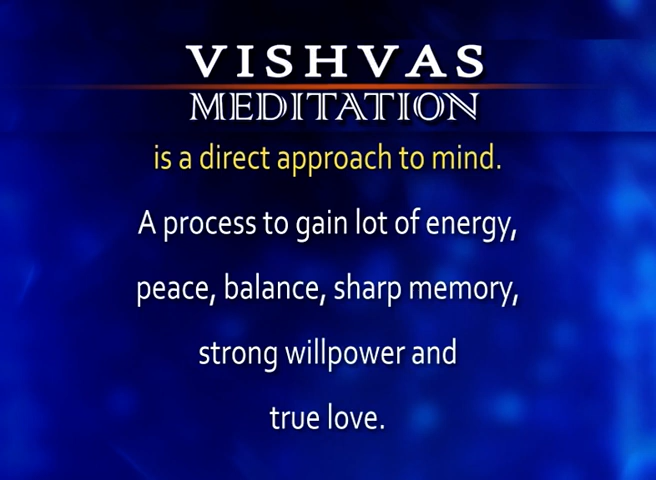 VISHVAS
MEDITATION
is a direct approach to mind.
A process to gain lot of energy,
peace, balance, sharp memory,
strong willpower and
true love.